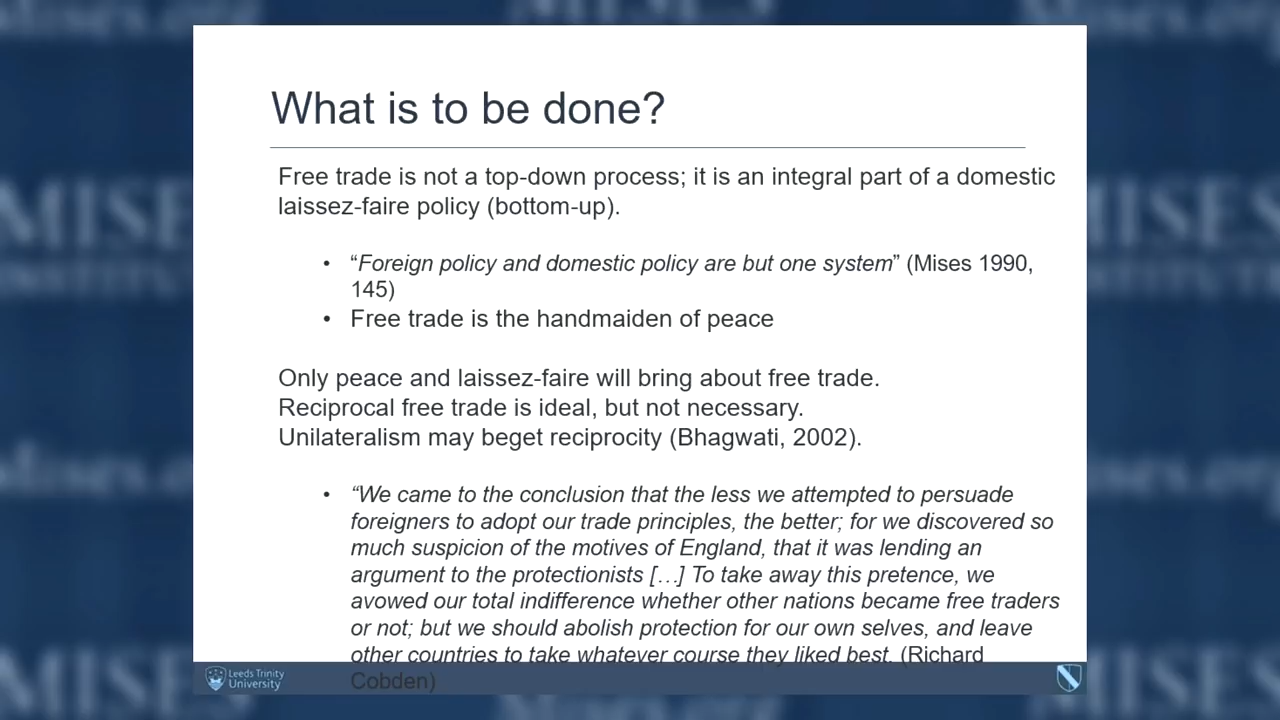 What is to be done?
Free trade is not a top-down process; it is an integral part of a domestic
laissez-faire policy (bottom-up).
• “Foreign policy and domestic policy are but one system” (Mises 1990,
145)
• Free trade is the handmaiden of peace
Only peace and laissez-faire will bring about free trade.
Reciprocal free trade is ideal, but not necessary.
Unilateralism may beget reciprocity (Bhagwati, 2002).
• “We came to the conclusion that the less we attempted to persuade
foreigners to adopt our trade principles, the better; for we discovered so
much suspicion of the motives of England, that it was lending an
argument to the protectionists […] To take away this pretence, we
avowed our total indifference whether other nations became free traders
or not; but we should abolish protection for our own selves, and leave
other countries to take whatever course they liked best. (Richard
Cobden)
Leeds Trinity
University